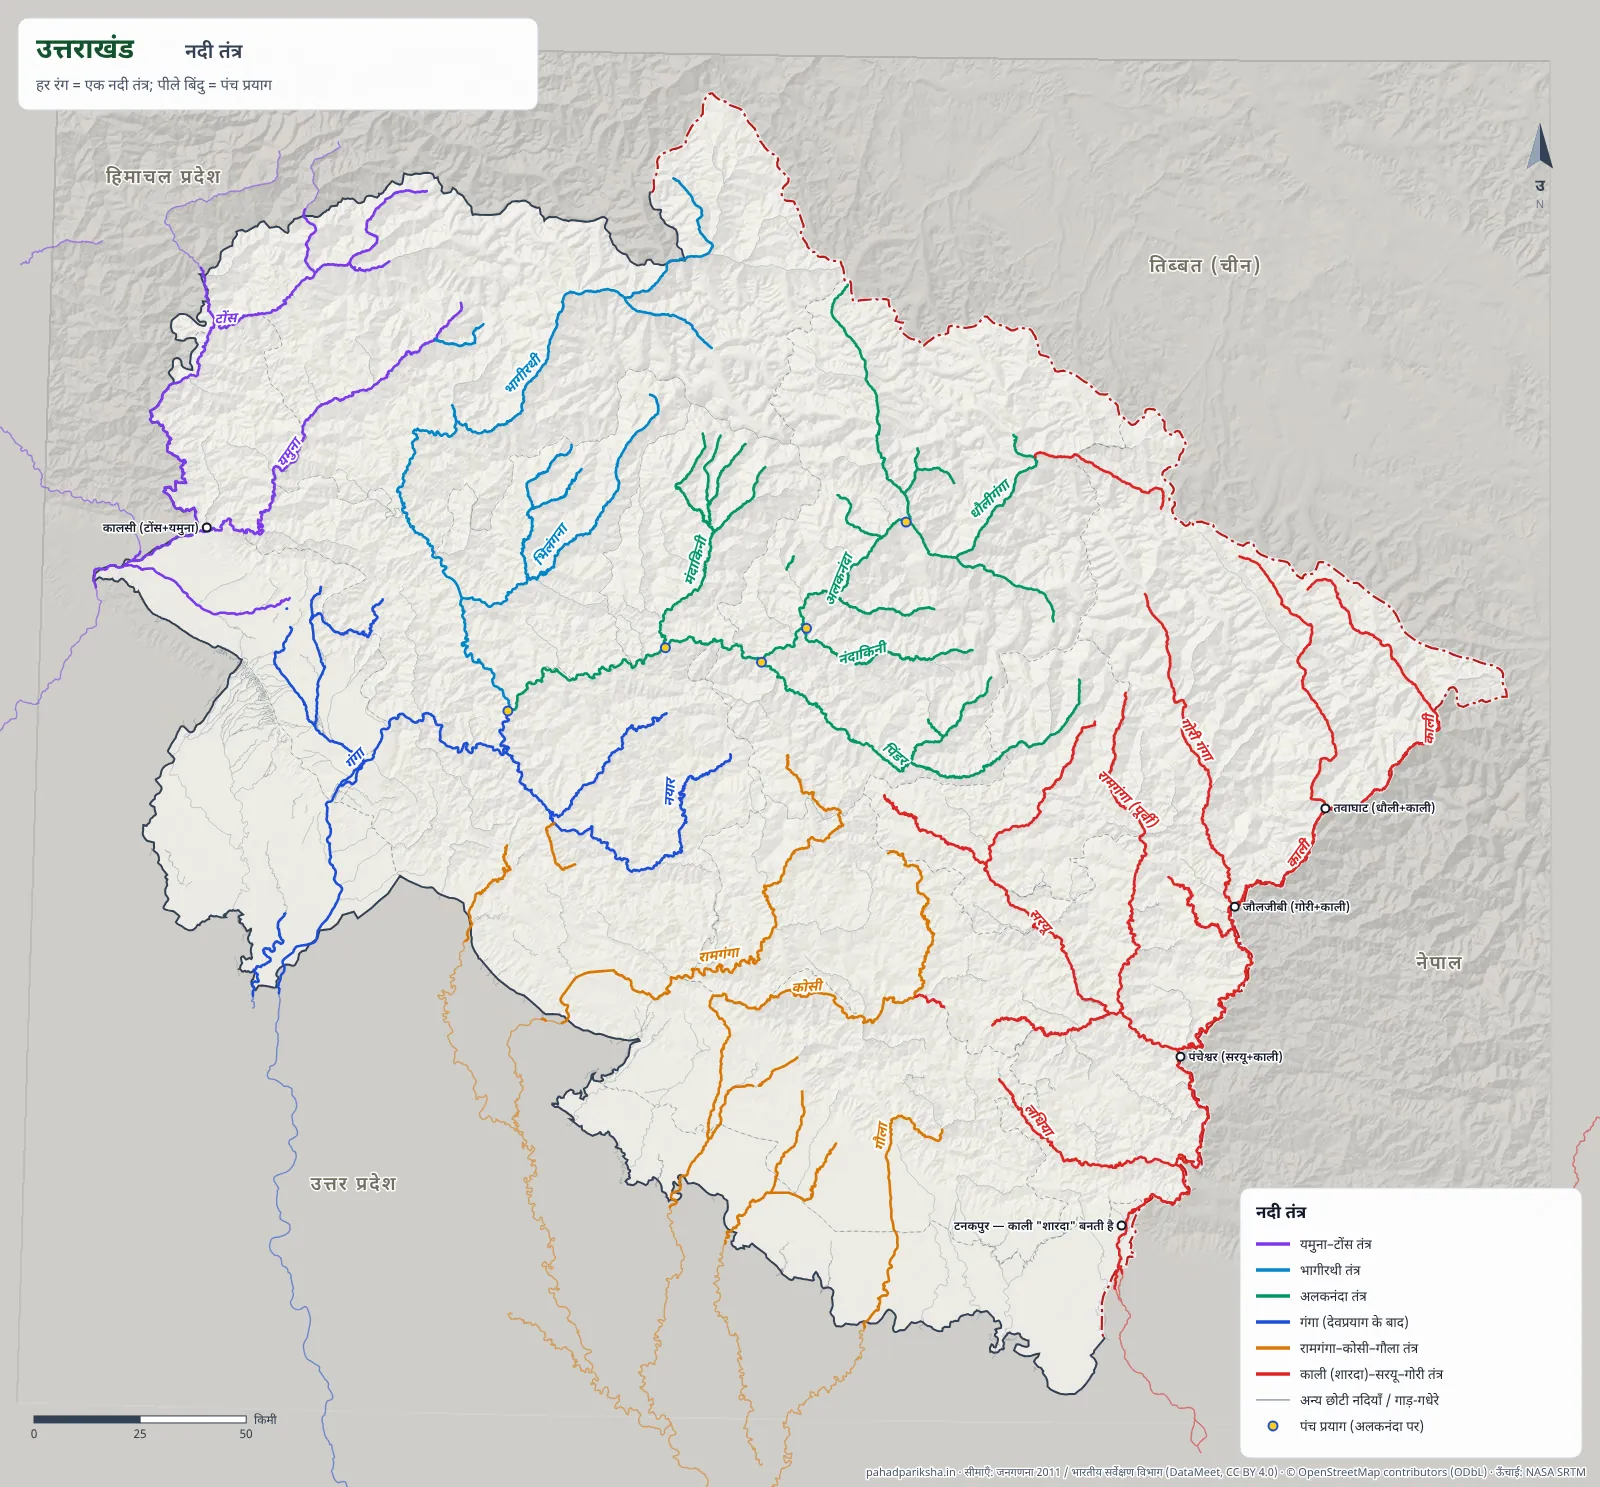 उत्तराखंड नदी तंत्र
हर रंग = एक नदी तंत्र; पीले बिंदु = पंच प्रयाग
हिमाचल प्रदेश
तिब्बत (चीन)
उ
N
टोंस
भागीरथी
यमुना
कालसी (टोंस+यमुना)
भिलंगना
मंदाकिनी
अलकनंदा
धौलीगंगा
नंदाकिनी
पिंडर
गंगा
नयार
गोरी गंगा
रामगंगा (पूर्वी)
काली
तवाघाट (धौली+काली)
काली
जौलजीबी (गोरी+काली)
सरयू
रामगंगा
कोसी
नेपाल
पंचेश्वर (सरयू+काली)
लधिया
गौला
उत्तर प्रदेश
टनकपुर — काली "शारदा" बनती है
नदी तंत्र
यमुना–टोंस तंत्र
भागीरथी तंत्र
अलकनंदा तंत्र
गंगा (देवप्रयाग के बाद)
रामगंगा–कोसी–गौला तंत्र
काली (शारदा)–सरयू–गोरी तंत्र
अन्य छोटी नदियाँ / गाड़-गधेरे
पंच प्रयाग (अलकनंदा पर)
किमी
0 25 50
pahadpariksha.in · सीमाएँ: जनगणना 2011 / भारतीय सर्वेक्षण विभाग (DataMeet, CC BY 4.0) · © OpenStreetMap contributors (ODbL) · ऊँचाई: NASA SRTM